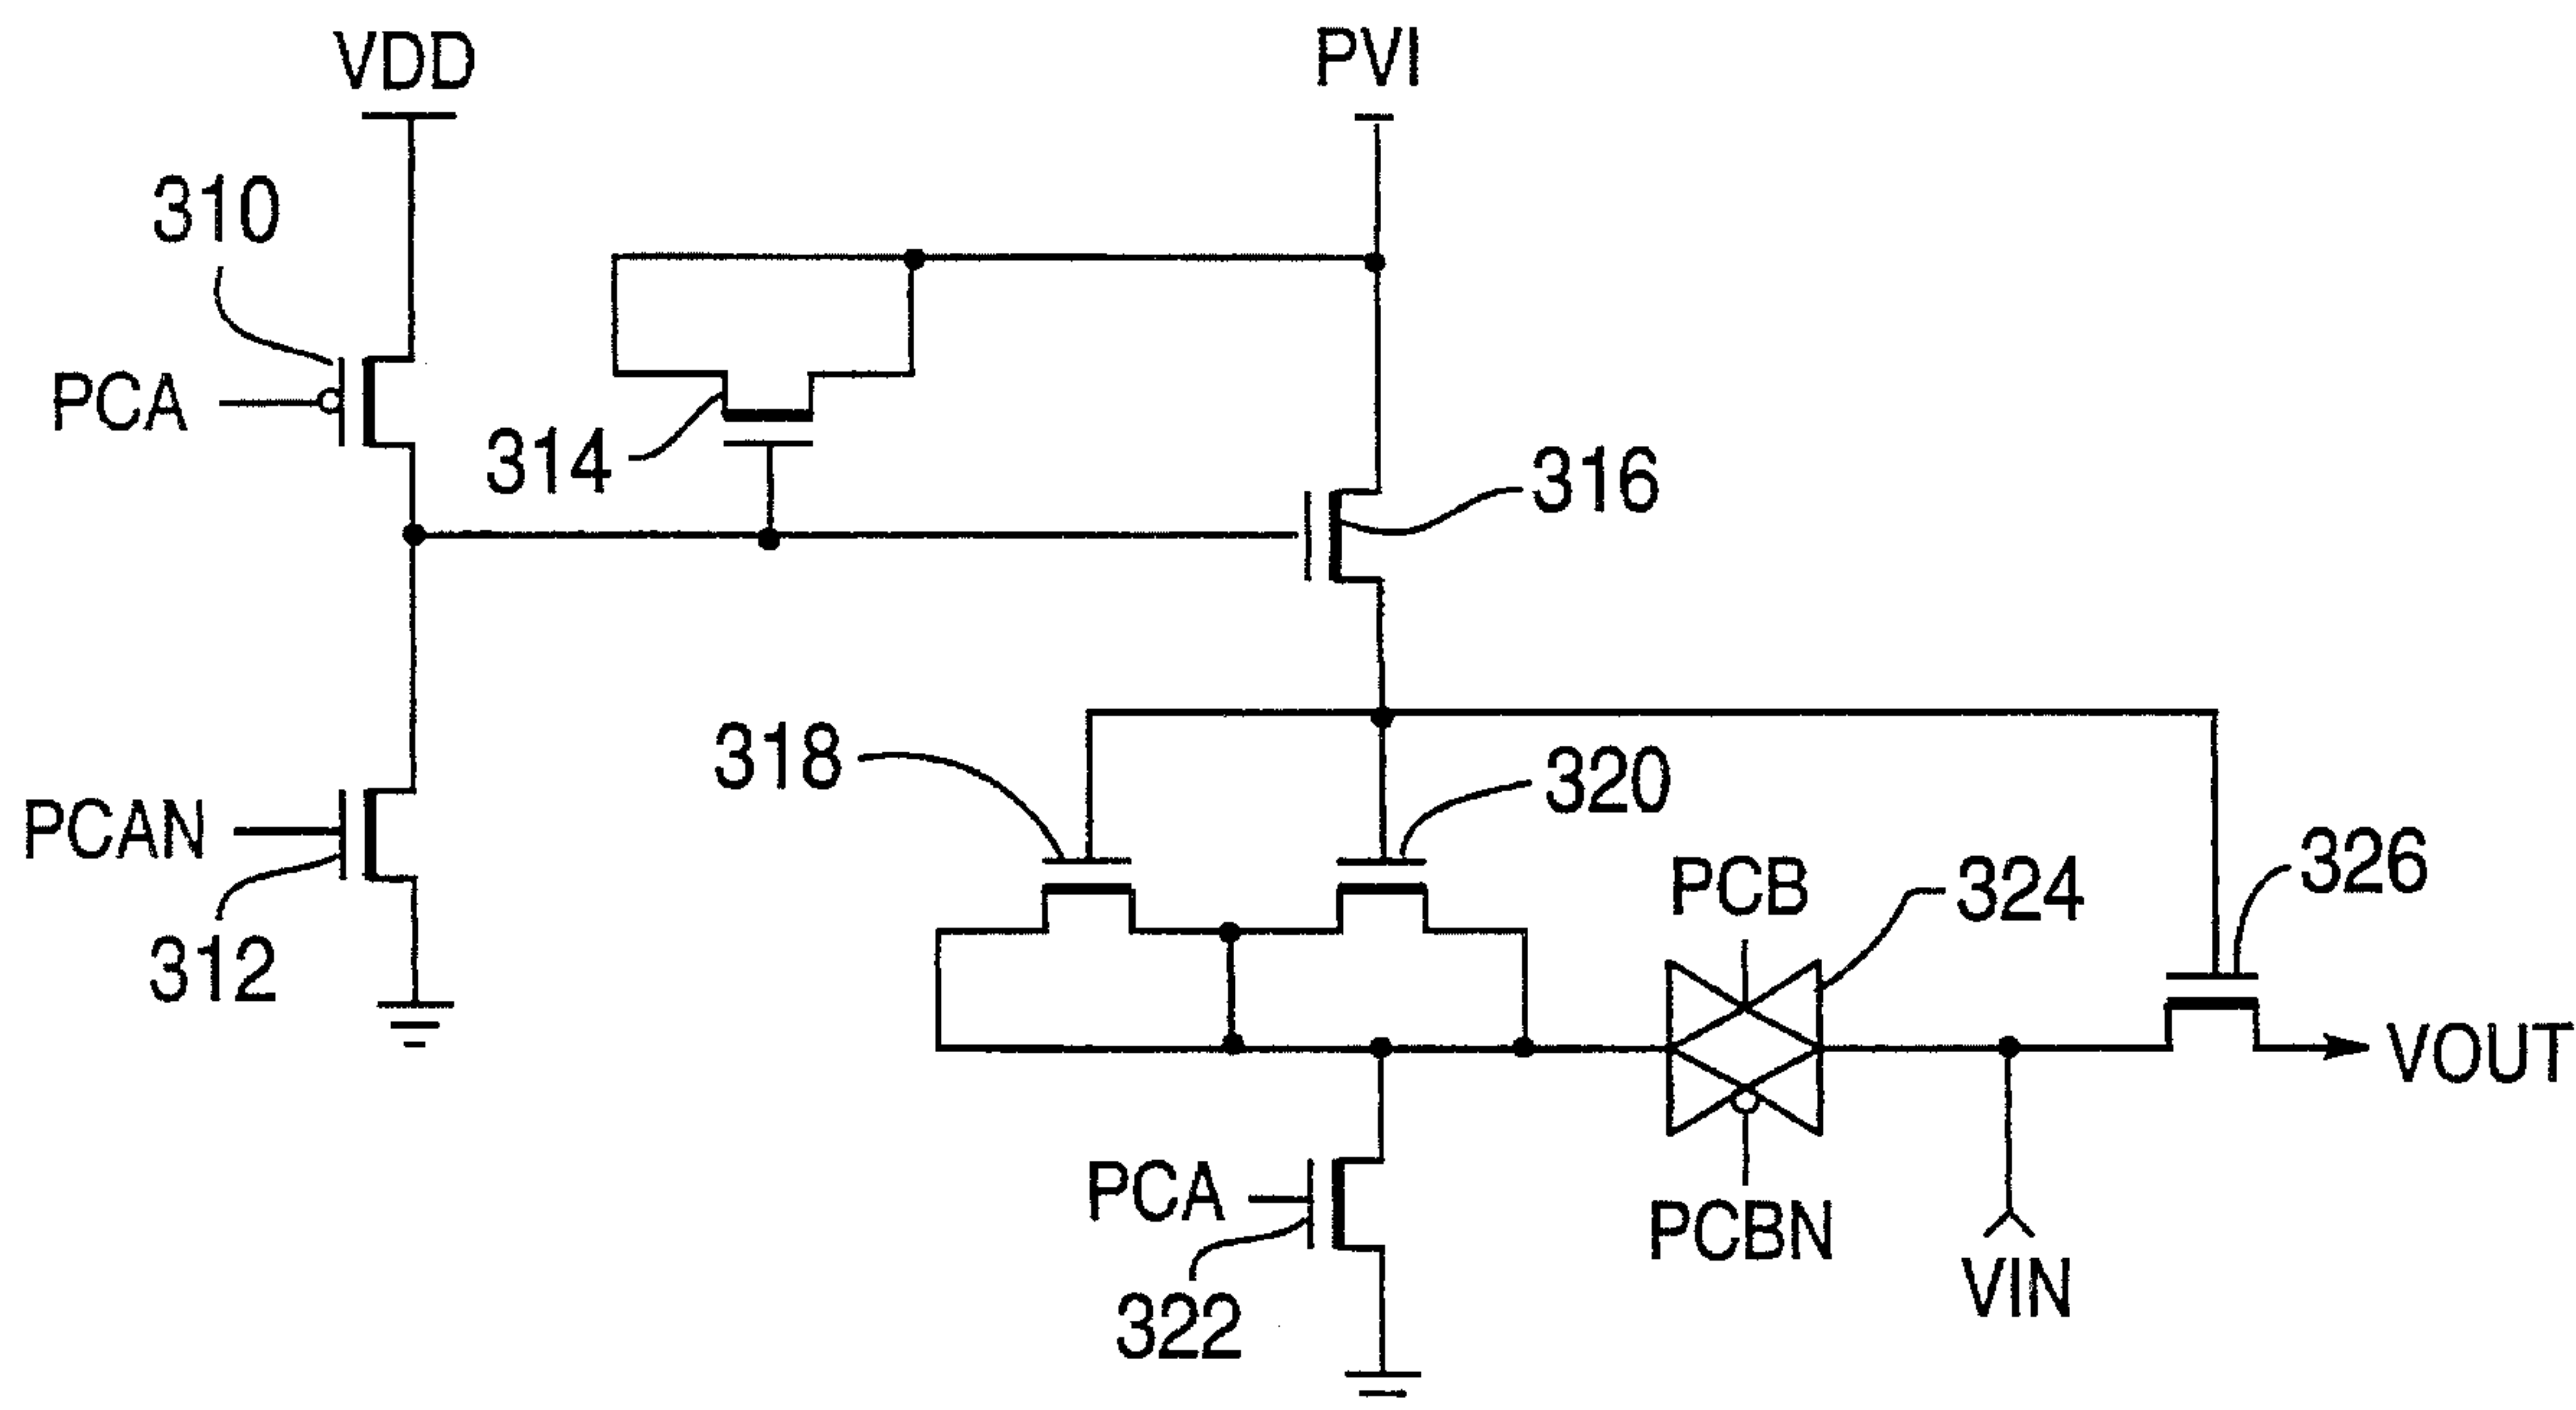 VDD
PVI
310
PCA
314
316
318
320
PCAN
312
PCB
324
326
VOUT
PCA
322
PCBN
VIN